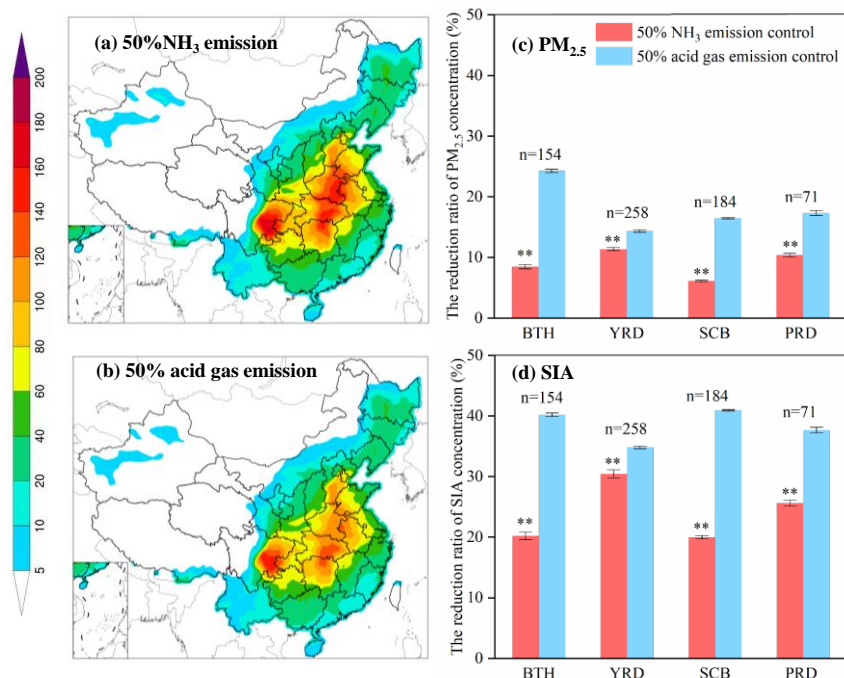 200
180
160
140
120
100
80
60
40
20
10
5
(a) 50%NH₃ emission
(b) 50% acid gas emission
(c) PM₂.₅
50% NH₃ emission control
50% acid gas emission control
The reduction ratio of PM₂.₅ concentration (%)
50
40
30
20
10
0
n=154
n=258
n=184
n=71
**
**
**
**
BTH
YRD
SCB
PRD
(d) SIA
The reduction ratio of SIA concentration (%)
50
40
30
20
10
0
n=154
n=258
n=184
n=71
**
**
**
**
BTH
YRD
SCB
PRD